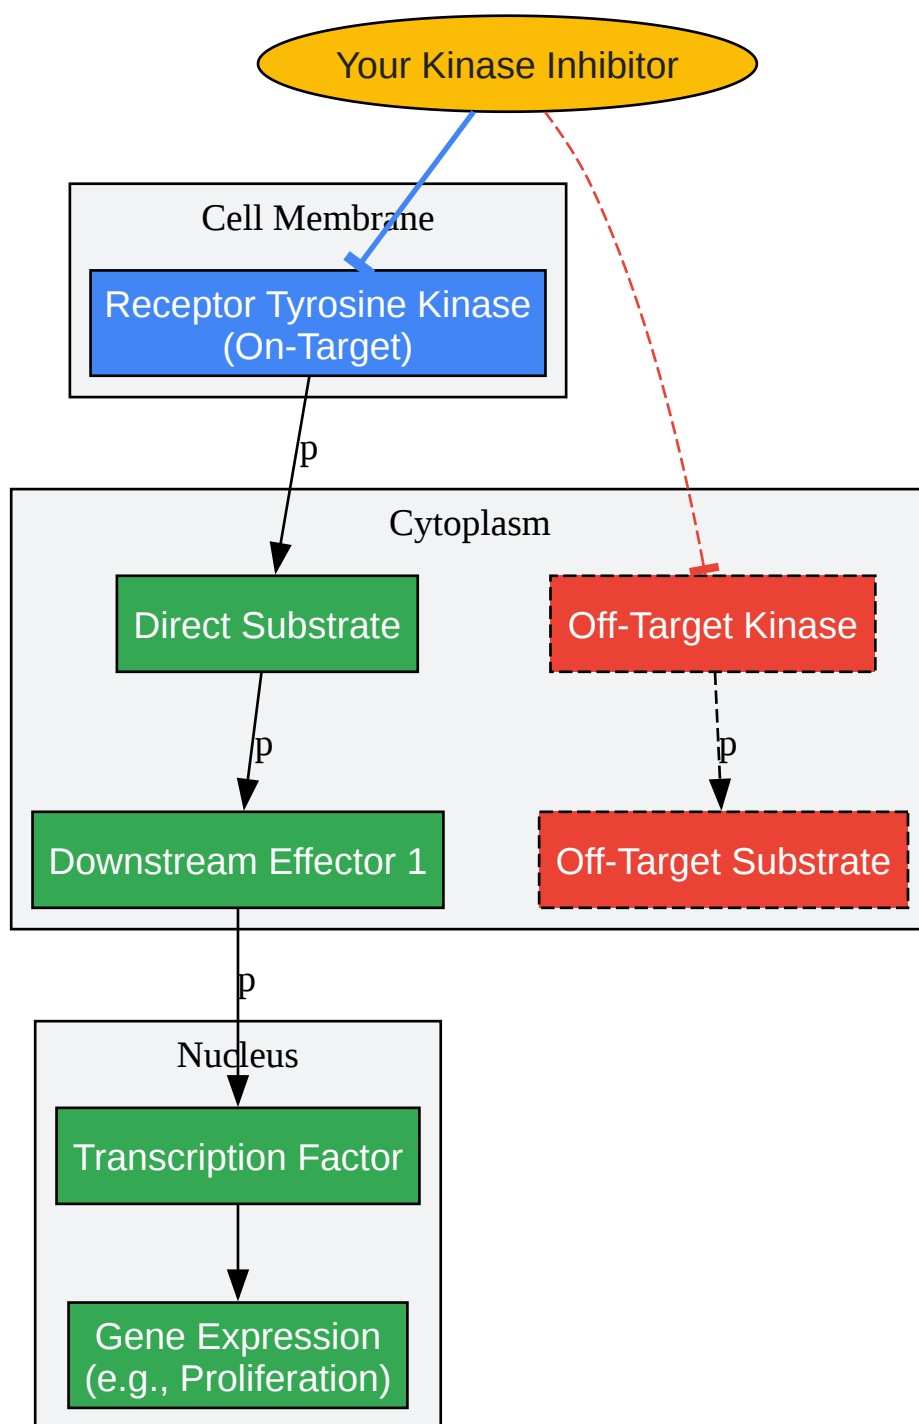 Your Kinase Inhibitor
Cell Membrane
Receptor Tyrosine Kinase
(On-Target)
p
Cytoplasm
Direct Substrate
Off-Target Kinase
p
p
Downstream Effector 1
Off-Target Substrate
p
Nucleus
Transcription Factor
Gene Expression
(e.g., Proliferation)